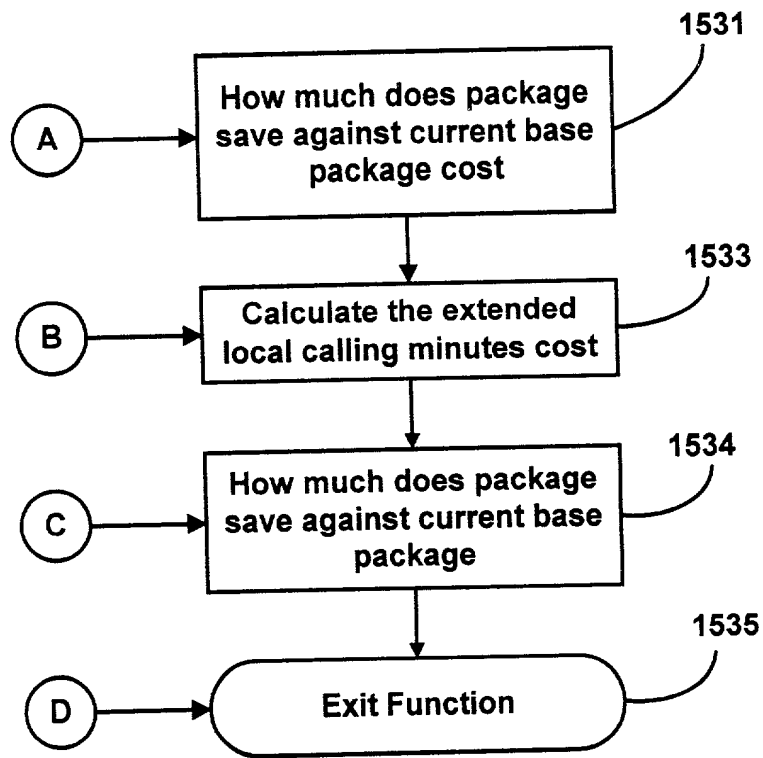 1531
How much does package
save against current base
package cost
A
1533
Calculate the extended
local calling minutes cost
B
1534
How much does package
save against current base
package
C
1535
Exit Function
D